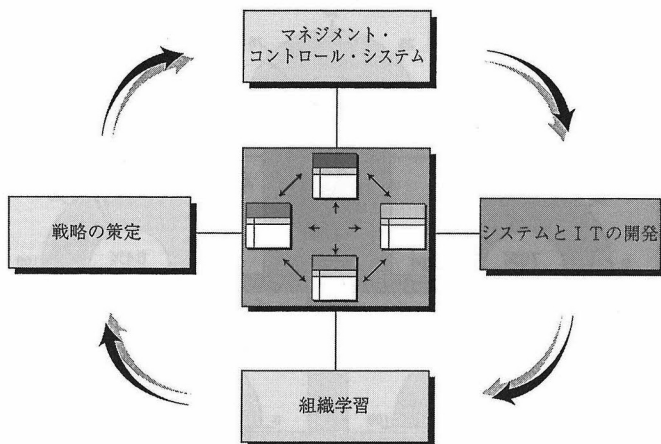 マネジメント・
コントロール・システム
戦略の策定
システムとＩＴの開発
組織学習